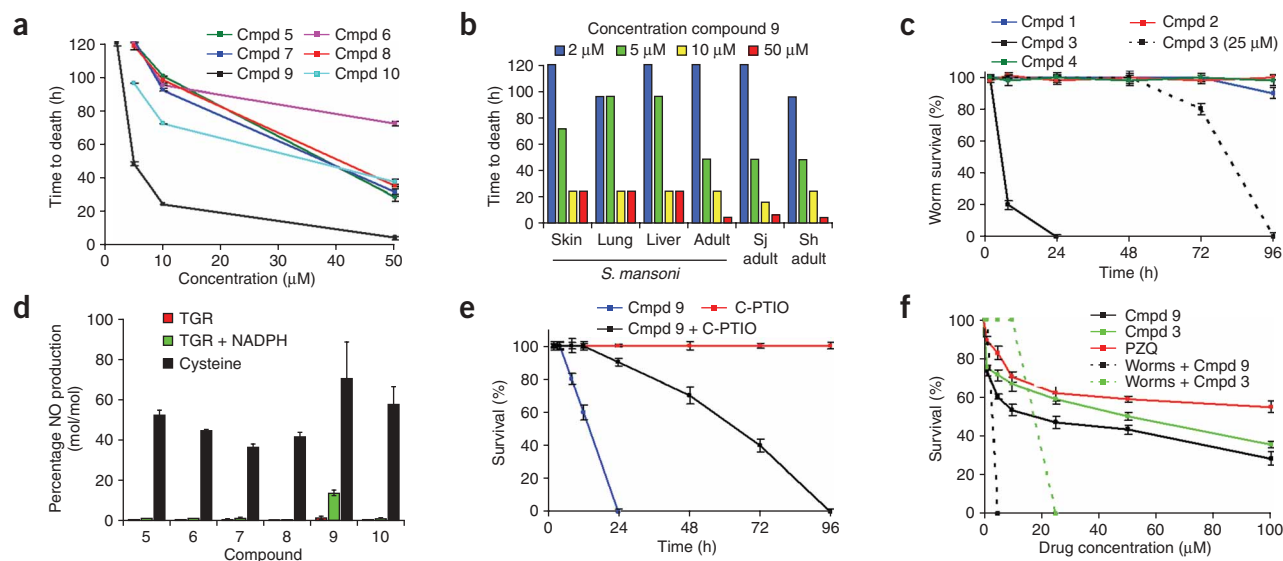 a
Cmpd 5
Cmpd 6
Cmpd 7
Cmpd 8
Cmpd 9
Cmpd 10
Time to death (h)
120
100
80
60
40
20
0
0
10
20
30
40
50
Concentration (μM)
b
Concentration compound 9
2 μM
5 μM
10 μM
50 μM
Time to death (h)
120
100
80
60
40
20
0
Skin
Lung
Liver
Adult
Sj
adult
Sh
adult
S. mansoni
c
Cmpd 1
Cmpd 2
Cmpd 3
Cmpd 3 (25 μM)
Cmpd 4
Worm survival (%)
100
80
60
40
20
0
0
24
48
72
96
Time (h)
d
TGR
TGR + NADPH
Cysteine
Percentage NO production
(mol/mol)
100
80
60
40
20
0
5
6
7
8
9
10
Compound
e
Cmpd 9
C-PTIO
Cmpd 9 + C-PTIO
Survival (%)
100
80
60
40
20
0
0
24
48
72
96
Time (h)
f
Cmpd 9
Cmpd 3
PZQ
Worms + Cmpd 9
Worms + Cmpd 3
Survival (%)
100
80
60
40
20
0
0
20
40
60
80
100
Drug concentration (μM)